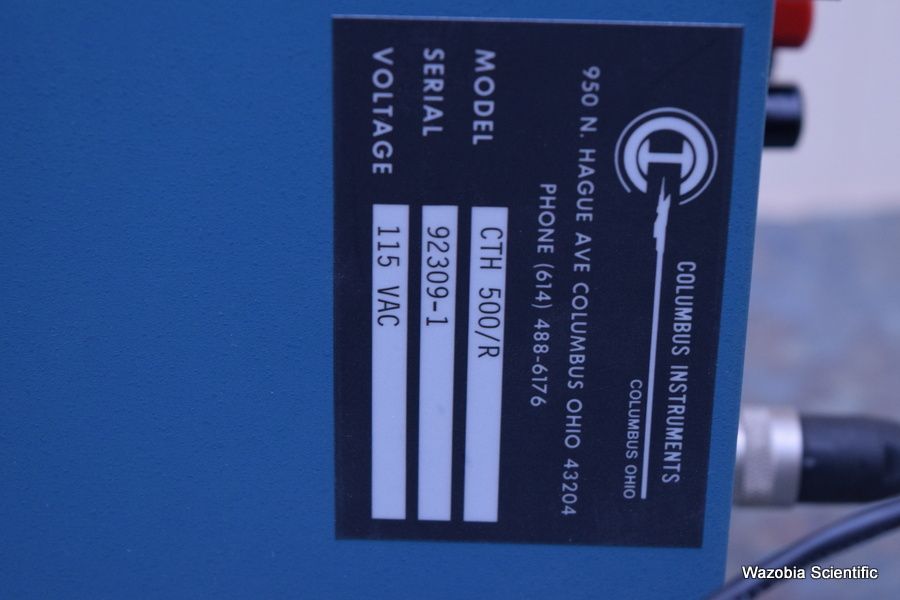 COLUMBUS INSTRUMENTS
COLUMBUS OHIO
950 N. HAGUE AVE COLUMBUS OHIO 43204
PHONE (614) 488-6176
MODEL CTH 500/R
SERIAL 92309-1
VOLTAGE 115 VAC
Wazobia Scientific